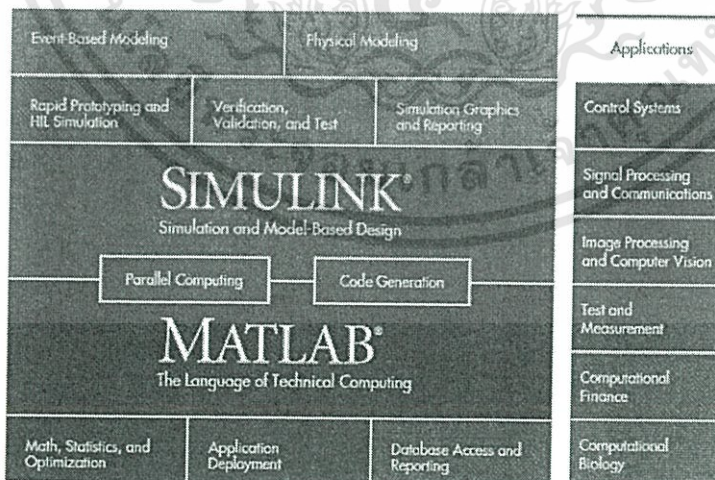 Event-Based Modeling
Physical Modeling
Rapid Prototyping and
HIL Simulation
Verification,
Validation, and Test
Simulation Graphics
and Reporting
SIMULINK®
Simulation and Model-Based Design
Parallel Computing
Code Generation
MATLAB®
The Language of Technical Computing
Math, Statistics, and
Optimization
Application
Deployment
Database Access and
Reporting
Applications
Control Systems
Signal Processing
and Communications
Image Processing
and Computer Vision
Test and
Measurement
Computational
Finance
Computational
Biology